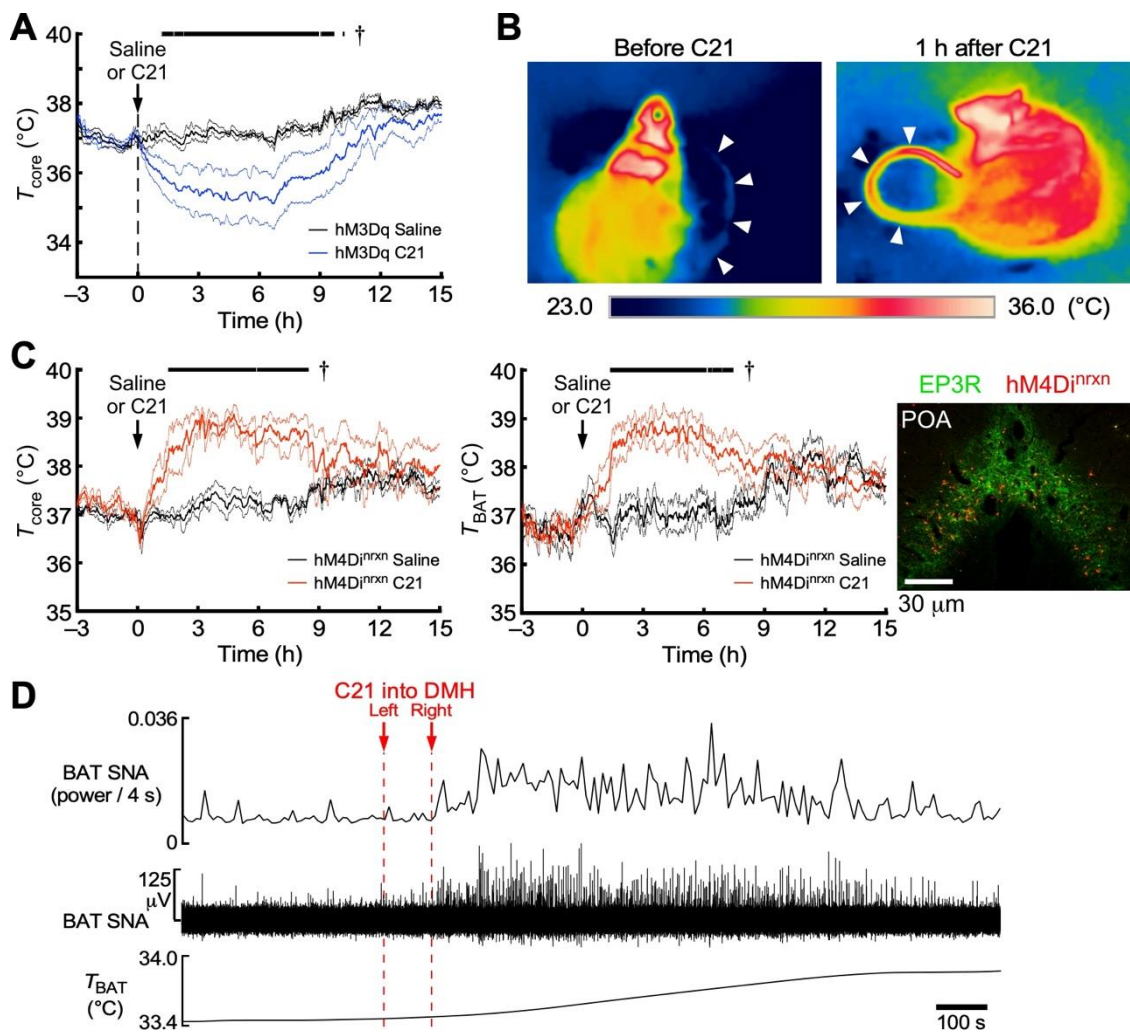 A
40
39
38
37
36
35
34
Tcore
(°C)
Saline
or C21
†
hM3Dq Saline
hM3Dq C21
–3 0 3 6 9 12 15
Time (h)
B
Before C21
1 h after C21
23.0
36.0 (°C)
C
40
39
38
37
36
35
Tcore
(°C)
Saline
or C21
†
hM4Dinrxn Saline
hM4Dinrxn C21
–3 0 3 6 9 12 15
Time (h)
40
39
38
37
36
35
TBAT
(°C)
Saline
or C21
†
hM4Dinrxn Saline
hM4Dinrxn C21
–3 0 3 6 9 12 15
Time (h)
EP3R hM4Dinrxn
POA
30 μm
D
C21 into DMH
Left Right
0.036
BAT SNA
(power / 4 s)
0
125
μV
BAT SNA
34.0
TBAT
(°C)
33.4
100 s